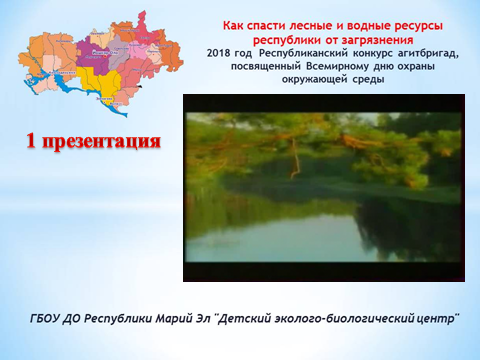 Как спасти лесные и водные ресурсы
республики от загрязнения
2018 год Республиканский конкурс агитбригад,
посвященный Всемирному дню охраны
окружающей среды
1 презентация
ГБОУ ДО Республики Марий Эл "Детский эколого-биологический центр"